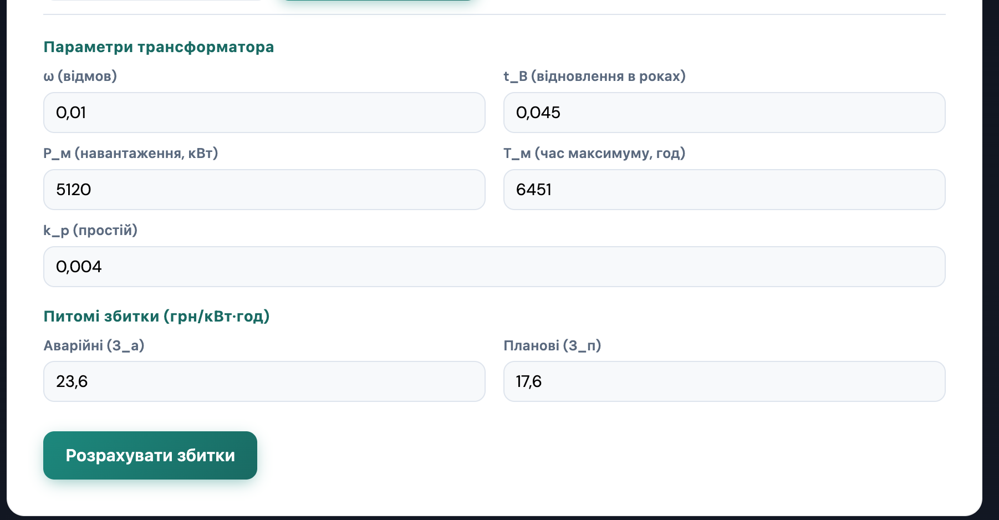 Параметри трансформатора
ω (відмов)
t_В (відновлення в роках)
0,01
0,045
P_м (навантаження, кВт)
T_м (час максимуму, год)
5120
6451
k_p (простій)
0,004
Питомі збитки (грн/кВт·год)
Аварійні (З_а)
Планові (З_п)
23,6
17,6
Розрахувати збитки